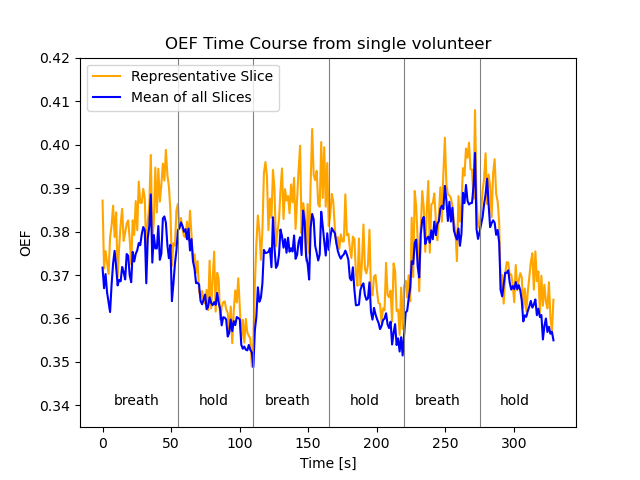 OEF Time Course from single volunteer
Representative Slice
Mean of all Slices
OEF
0.42
0.41
0.40
0.39
0.38
0.37
0.36
0.35
0.34
breath hold breath hold breath hold
0 50 100 150 200 250 300
Time [s]